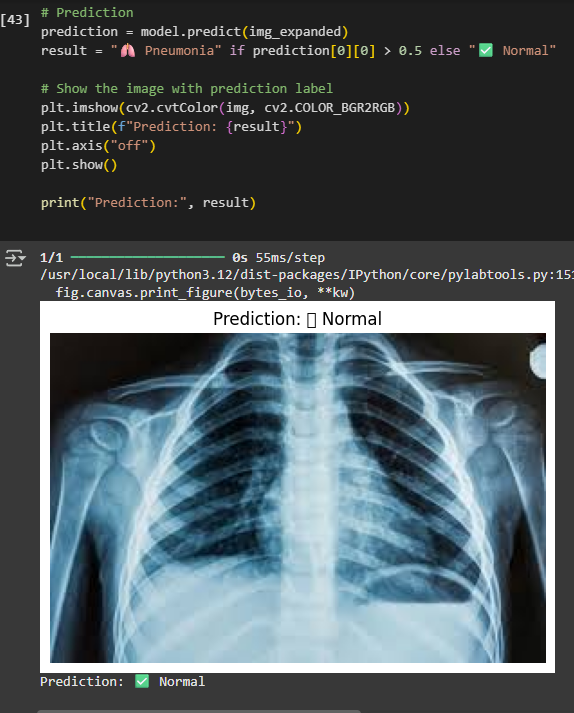 [43]
# Prediction
prediction = model.predict(img_expanded)
result = "🫁 Pneumonia" if prediction[0][0] > 0.5 else "✅ Normal"
# Show the image with prediction label
plt.imshow(cv2.cvtColor(img, cv2.COLOR_BGR2RGB))
plt.title(f"Prediction: {result}")
plt.axis("off")
plt.show()
print("Prediction:", result)
1/1 ━━━━━━━━━━━━━━━━━━━━ 0s 55ms/step
/usr/local/lib/python3.12/dist-packages/IPython/core/pylabtools.py:151
fig.canvas.print_figure(bytes_io, **kw)
Prediction: ▯ Normal
Prediction: ✅ Normal